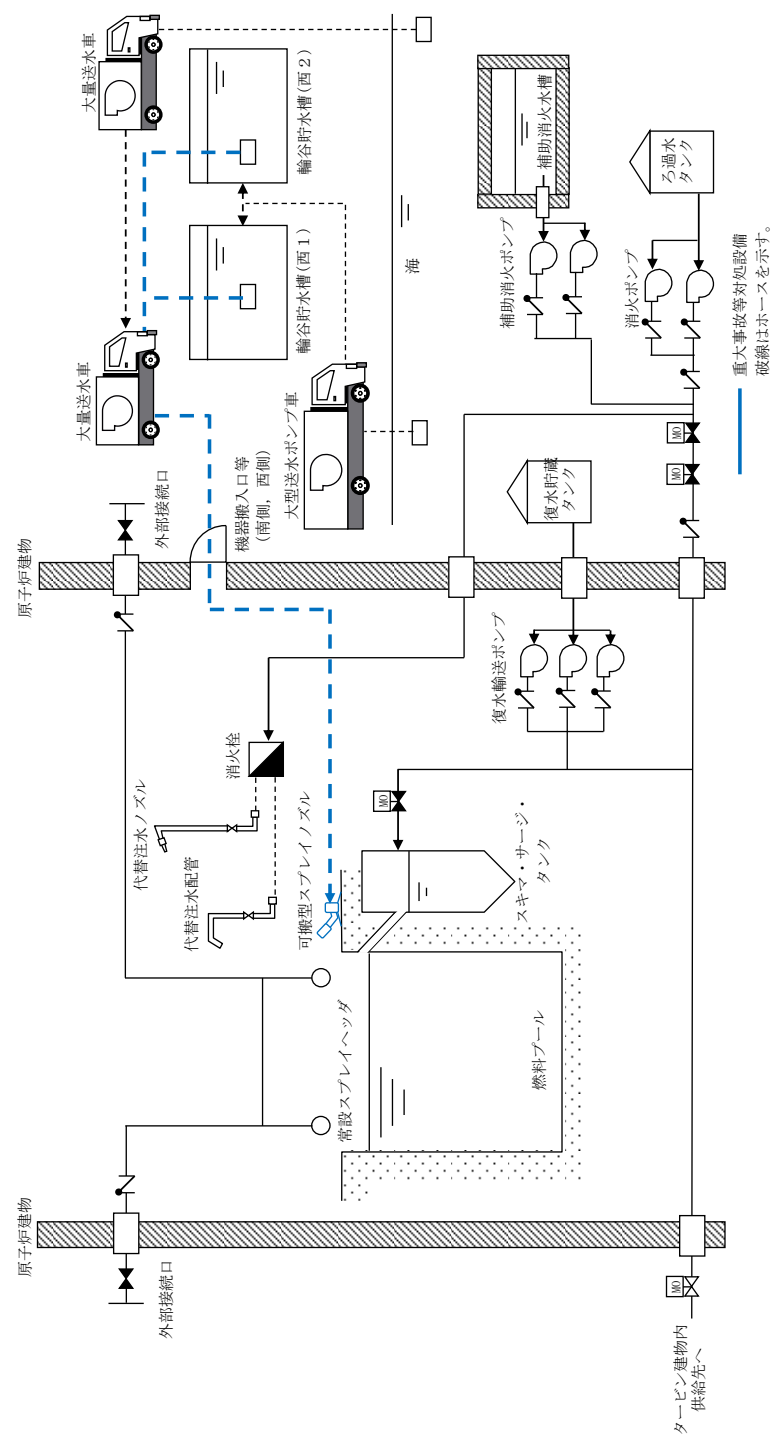 大量送水車
輪谷貯水槽(西2)
大量送水車
輪谷貯水槽(西1)
大型送水ポンプ車
海
補助消火水槽
補助消火ポンプ
ろ過水
タンク
消火ポンプ
重大事故等対処設備
破線はホースを示す。
原子炉建物
外部接続口
機器搬入口等
(南側，西側)
復水貯蔵
タンク
MO
MO
復水輸送ポンプ
消火栓
代替注水ノズル
代替注水配管
可搬型スプレイノズル
MO
スキマ・サージ・
タンク
常設スプレイヘッダ
燃料プール
原子炉建物
外部接続口
MO
タービン建物内
供給先へ